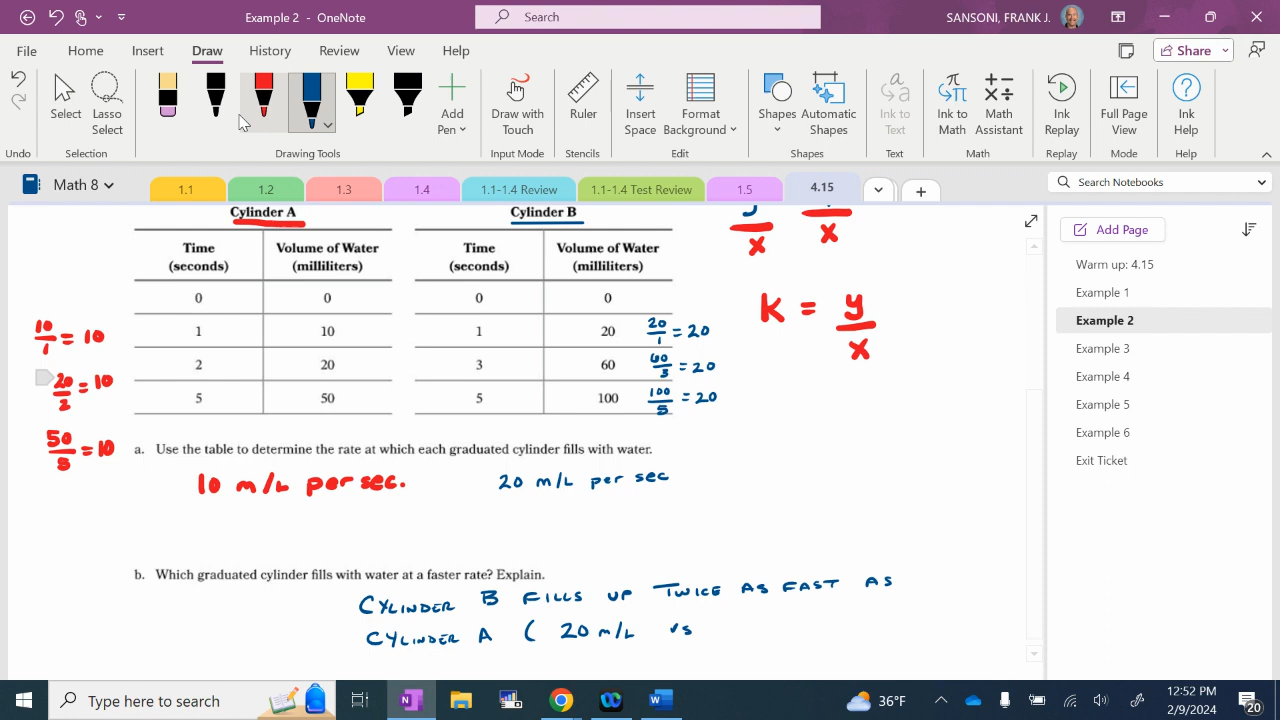 Example 2 - OneNote
Search
SANSONI, FRANK J.
File Home Insert Draw History Review View Help
Share
Select
Lasso Select
Add Pen
Draw with Touch
Ruler
Insert Space
Format Background
Shapes
Automatic Shapes
Ink to Text
Ink to Math
Math Assistant
Ink Replay
Full Page View
Ink Help
Undo Selection Drawing Tools Input Mode Stencils Edit Shapes Text Math Replay Mode Help
Math 8 1.1 1.2 1.3 1.4 1.1-1.4 Review 1.1-1.4 Test Review 1.5 4.15
Search Notebooks
Add Page
Warm up: 4.15
Example 1
Example 2
Example 3
Example 4
Example 5
Example 6
Exit Ticket
Cylinder A Cylinder B
Time (seconds) Volume of Water (milliliters) Time (seconds) Volume of Water (milliliters)
0 0 0 0
1 10 1 20
2 20 3 60
5 50 5 100
10/1 = 10
20/2 = 10
50/5 = 10
20/1 = 20
60/3 = 20
100/5 = 20
x x
K = y/x
a. Use the table to determine the rate at which each graduated cylinder fills with water.
10 m/L per sec. 20 m/L per sec
b. Which graduated cylinder fills with water at a faster rate? Explain.
CYLINDER B FILLS UP TWICE AS FAST AS
CYLINDER A ( 20 m/L vs
Type here to search
36°F
12:52 PM
2/9/2024
20